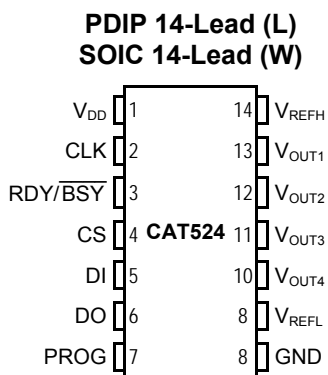 PDIP 14-Lead (L)
SOIC 14-Lead (W)
VDD 1 14 VREFH
CLK 2 13 VOUT1
RDY/BSY 3 12 VOUT2
CS 4 CAT524 11 VOUT3
DI 5 10 VOUT4
DO 6 8 VREFL
PROG 7 8 GND